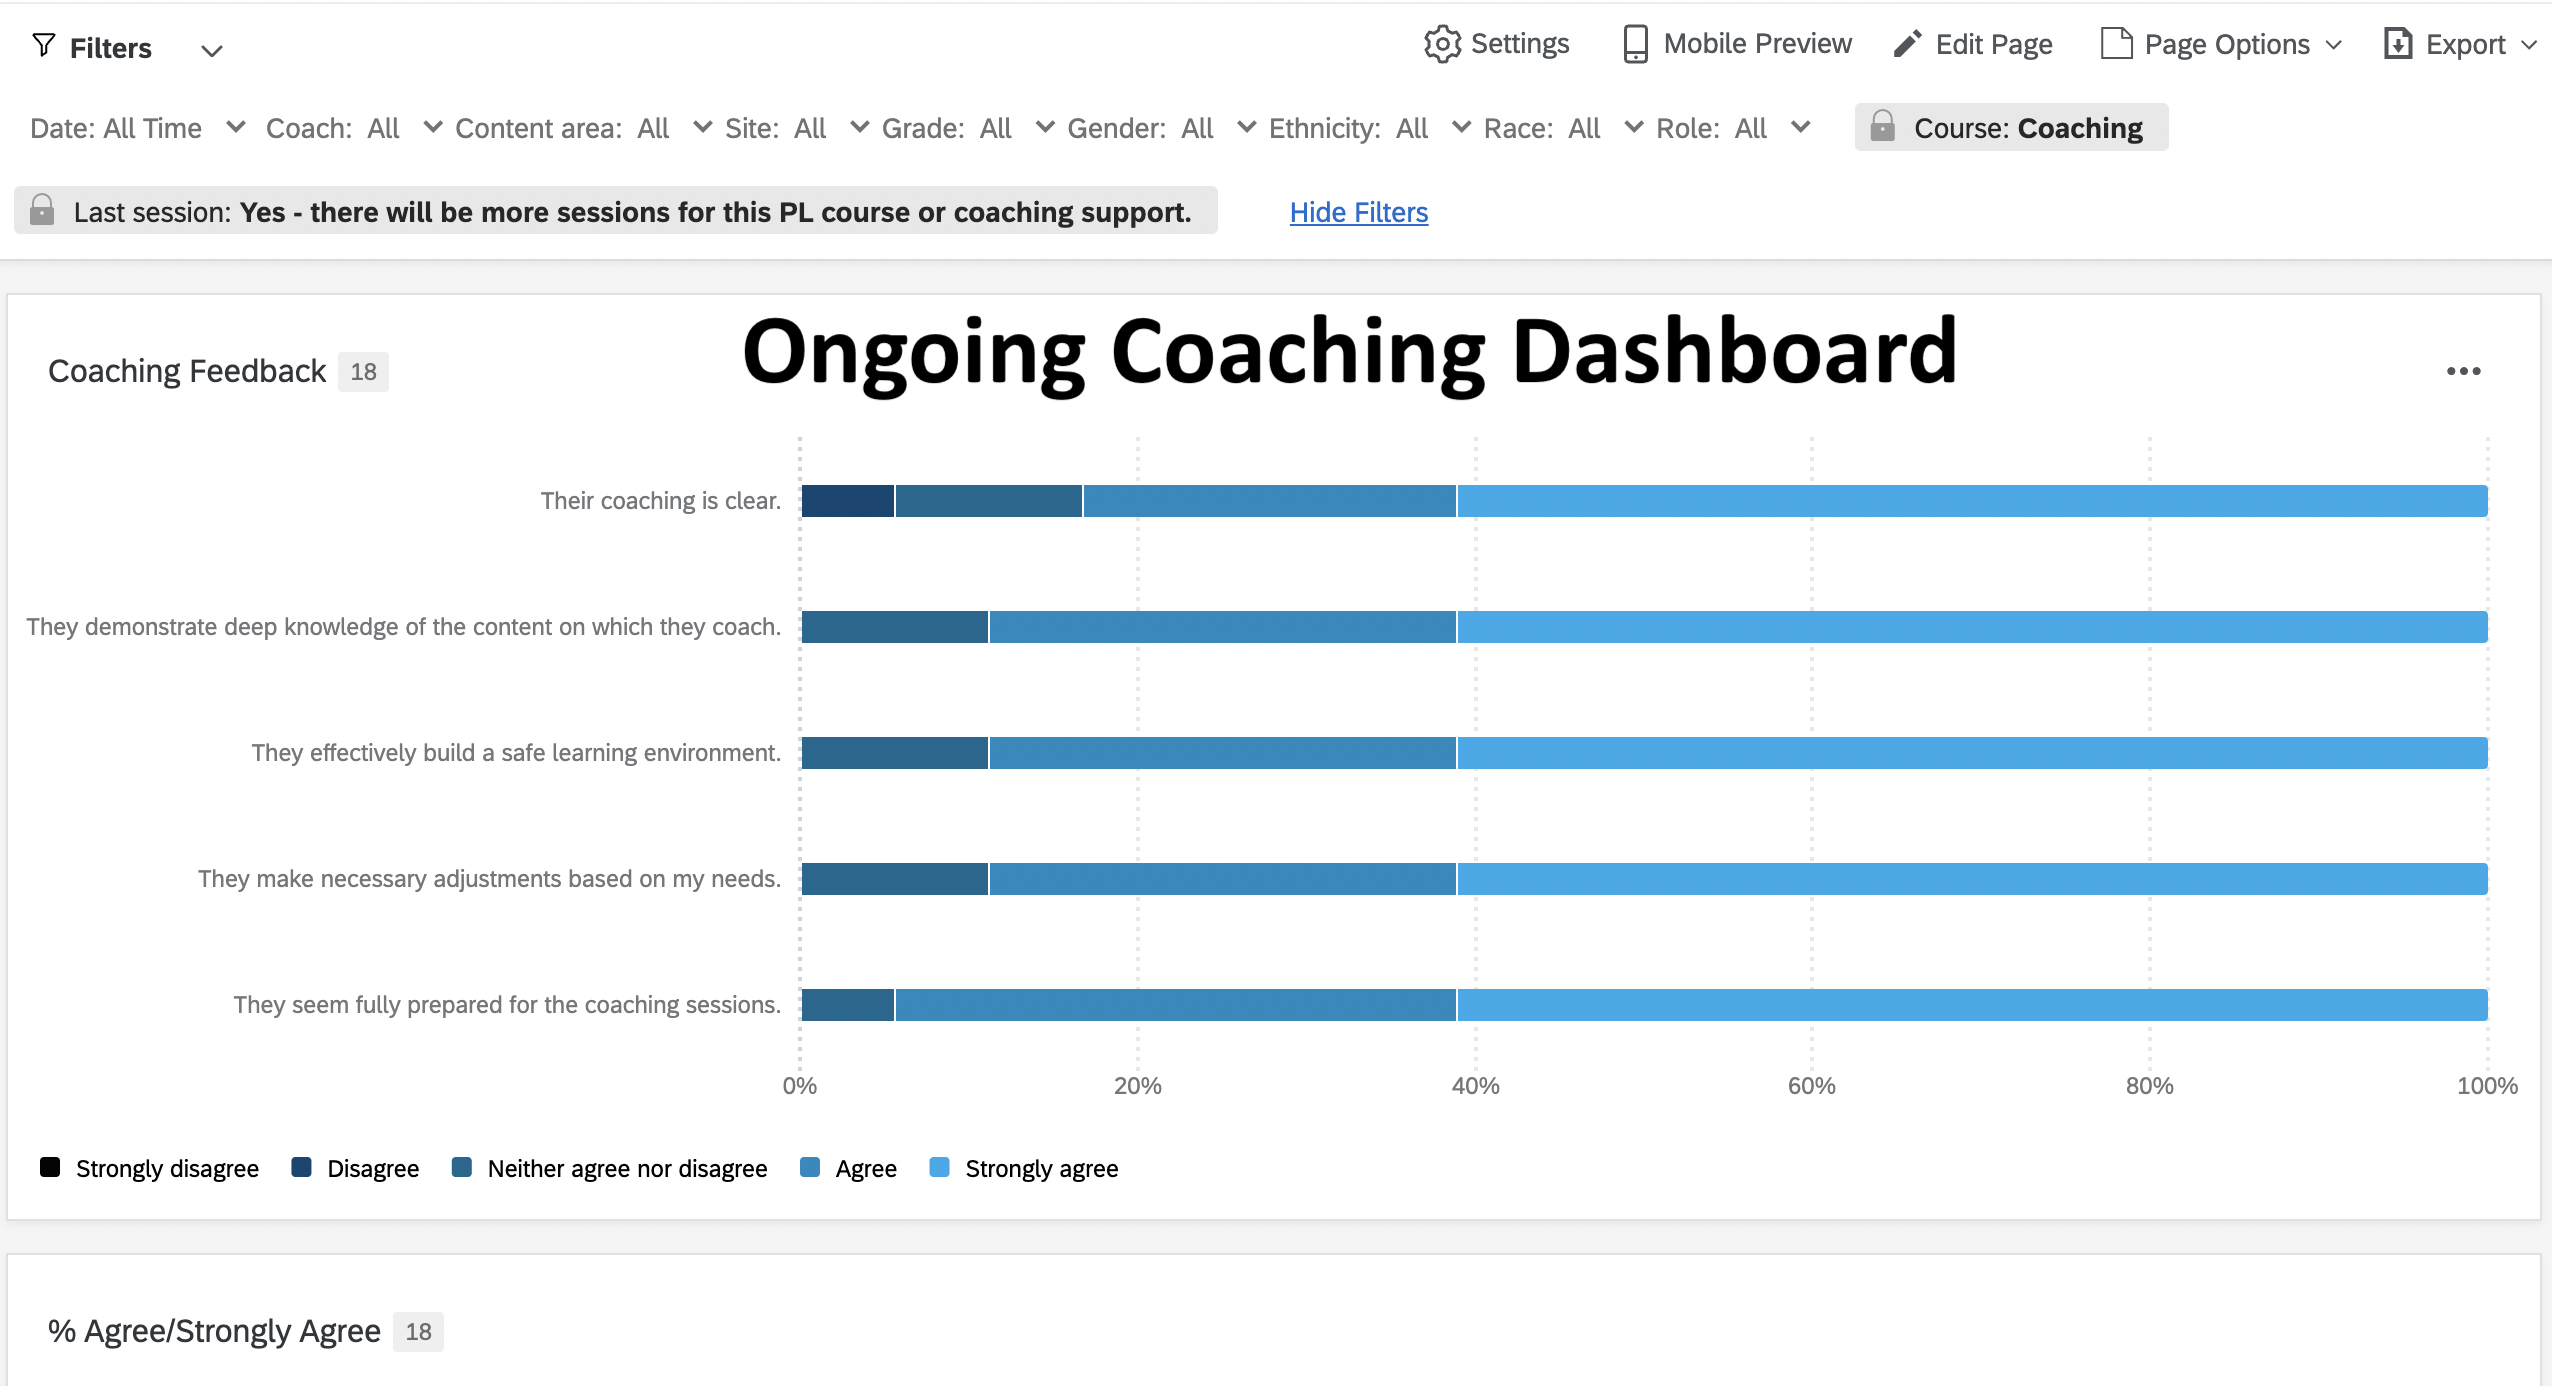 Filters
Settings
Mobile Preview
Edit Page
Page Options
Export
Date: All Time Coach: All Content area: All Site: All Grade: All Gender: All Ethnicity: All Race: All Role: All Course: Coaching
Last session: Yes - there will be more sessions for this PL course or coaching support. Hide Filters
Ongoing Coaching Dashboard
Coaching Feedback 18
Their coaching is clear.
They demonstrate deep knowledge of the content on which they coach.
They effectively build a safe learning environment.
They make necessary adjustments based on my needs.
They seem fully prepared for the coaching sessions.
0% 20% 40% 60% 80% 100%
Strongly disagree Disagree Neither agree nor disagree Agree Strongly agree
% Agree/Strongly Agree 18